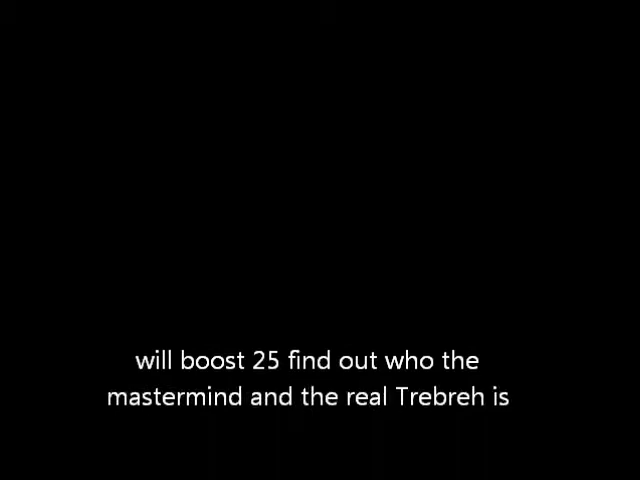 will boost 25 find out who the
mastermind and the real Trebreh is